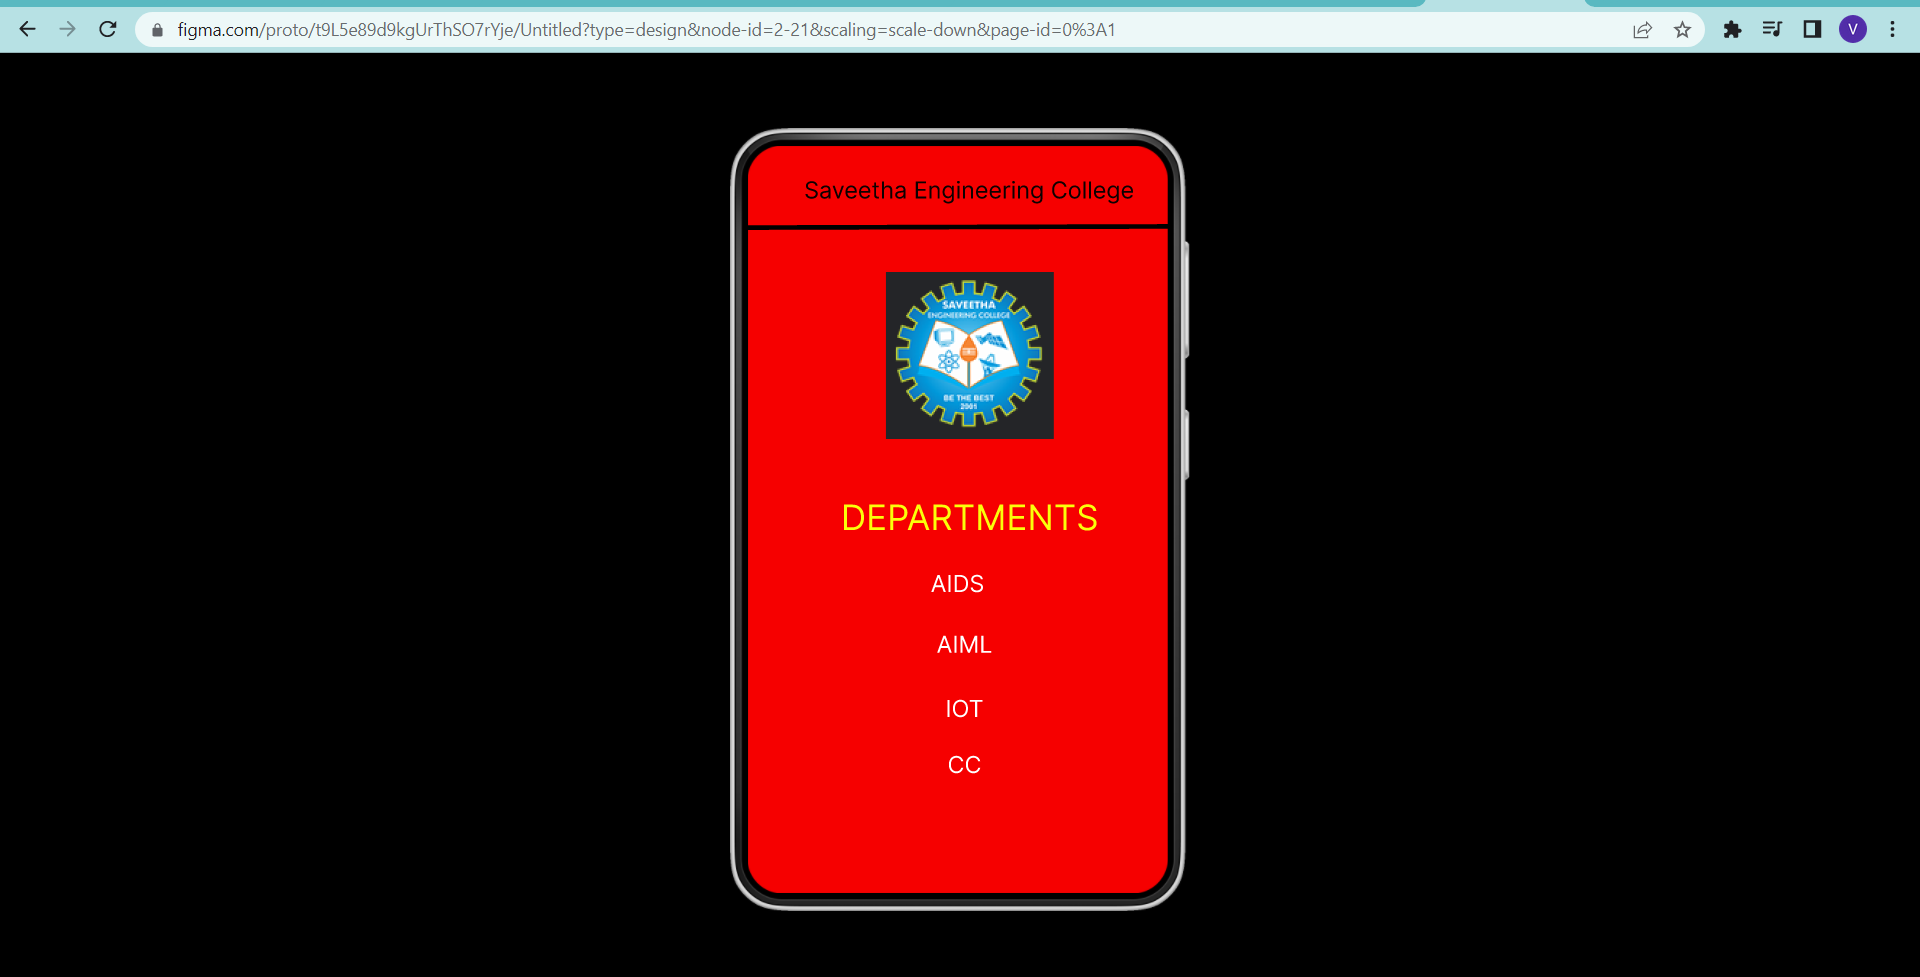 figma.com/proto/t9L5e89d9kgUrThSO7rYje/Untitled?type=design&node-id=2-21&scaling=scale-down&page-id=0%3A1
V
Saveetha Engineering College
SAVEETHA
ENGINEERING COLLEGE
BE THE BEST
2001
DEPARTMENTS
AIDS
AIML
IOT
CC